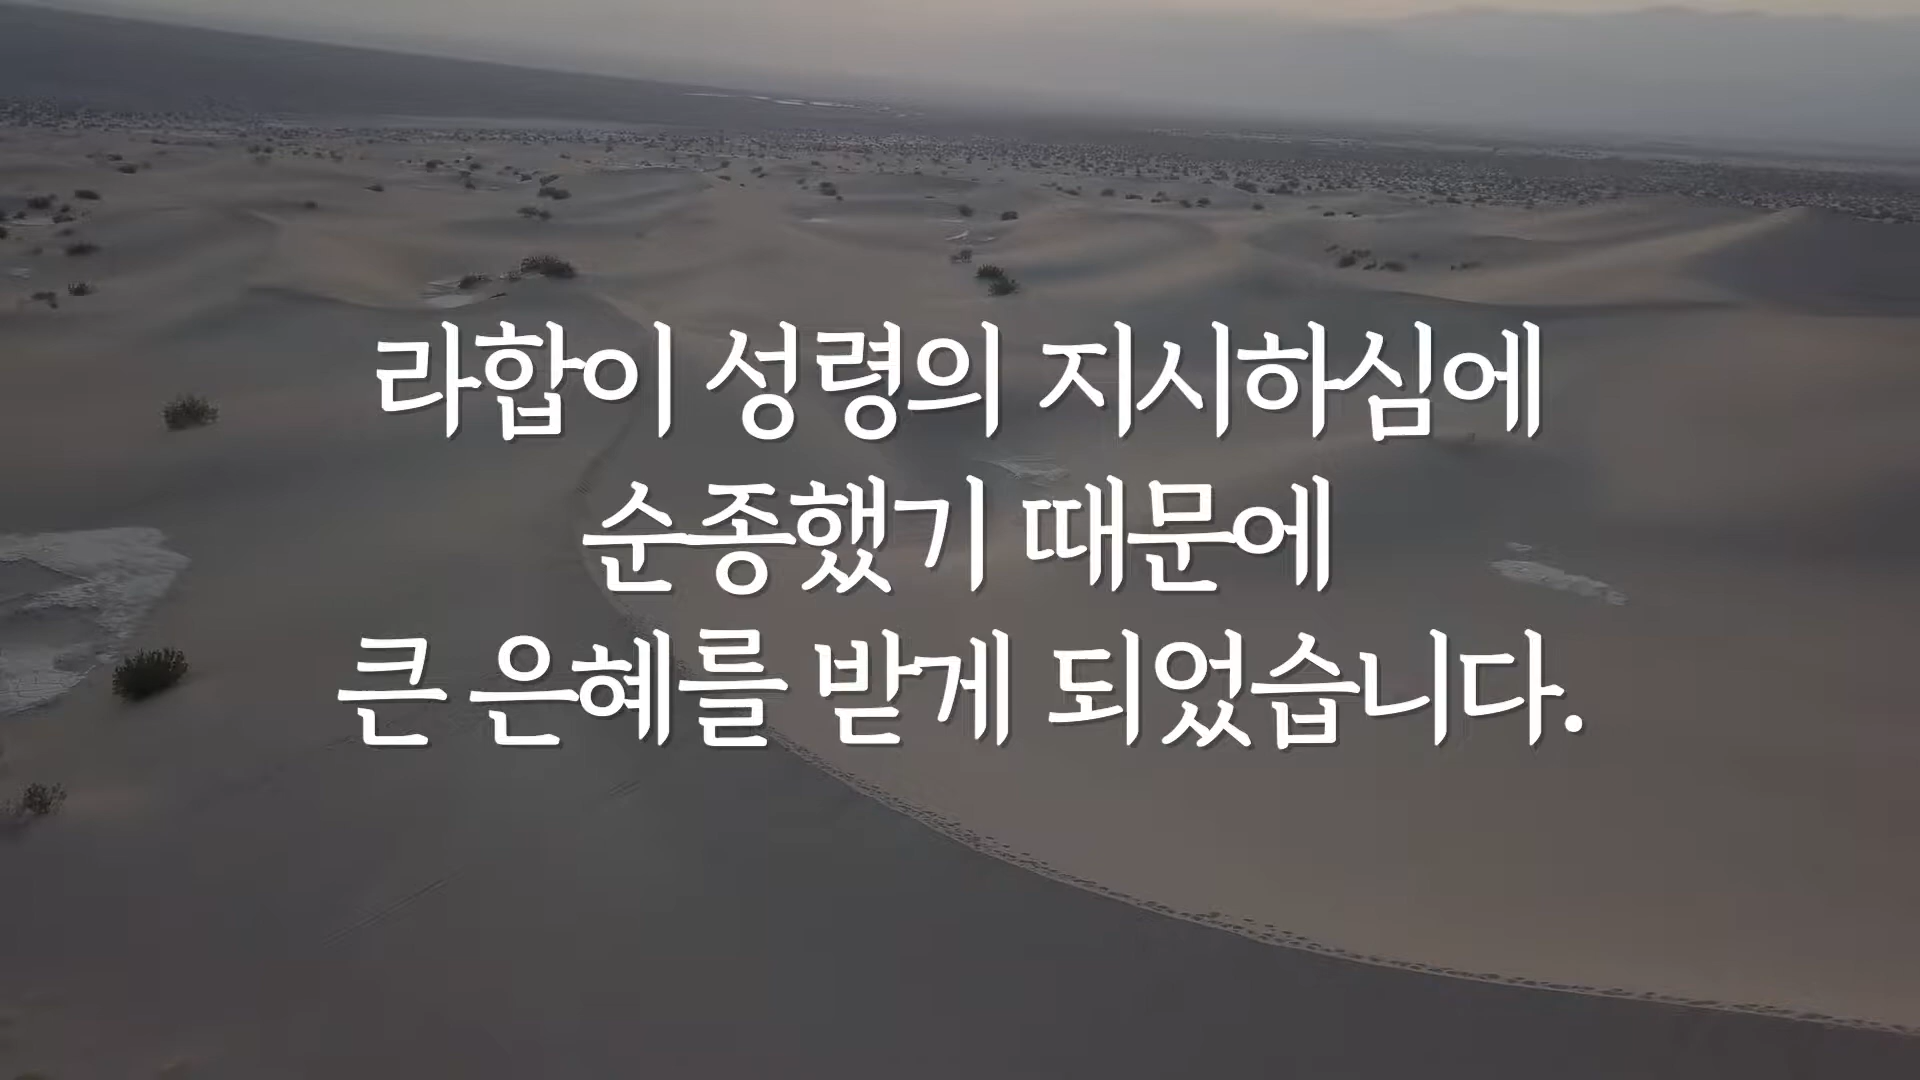 라합이 성령의 지시하심에
순종했기 때문에
큰 은혜를 받게 되었습니다.